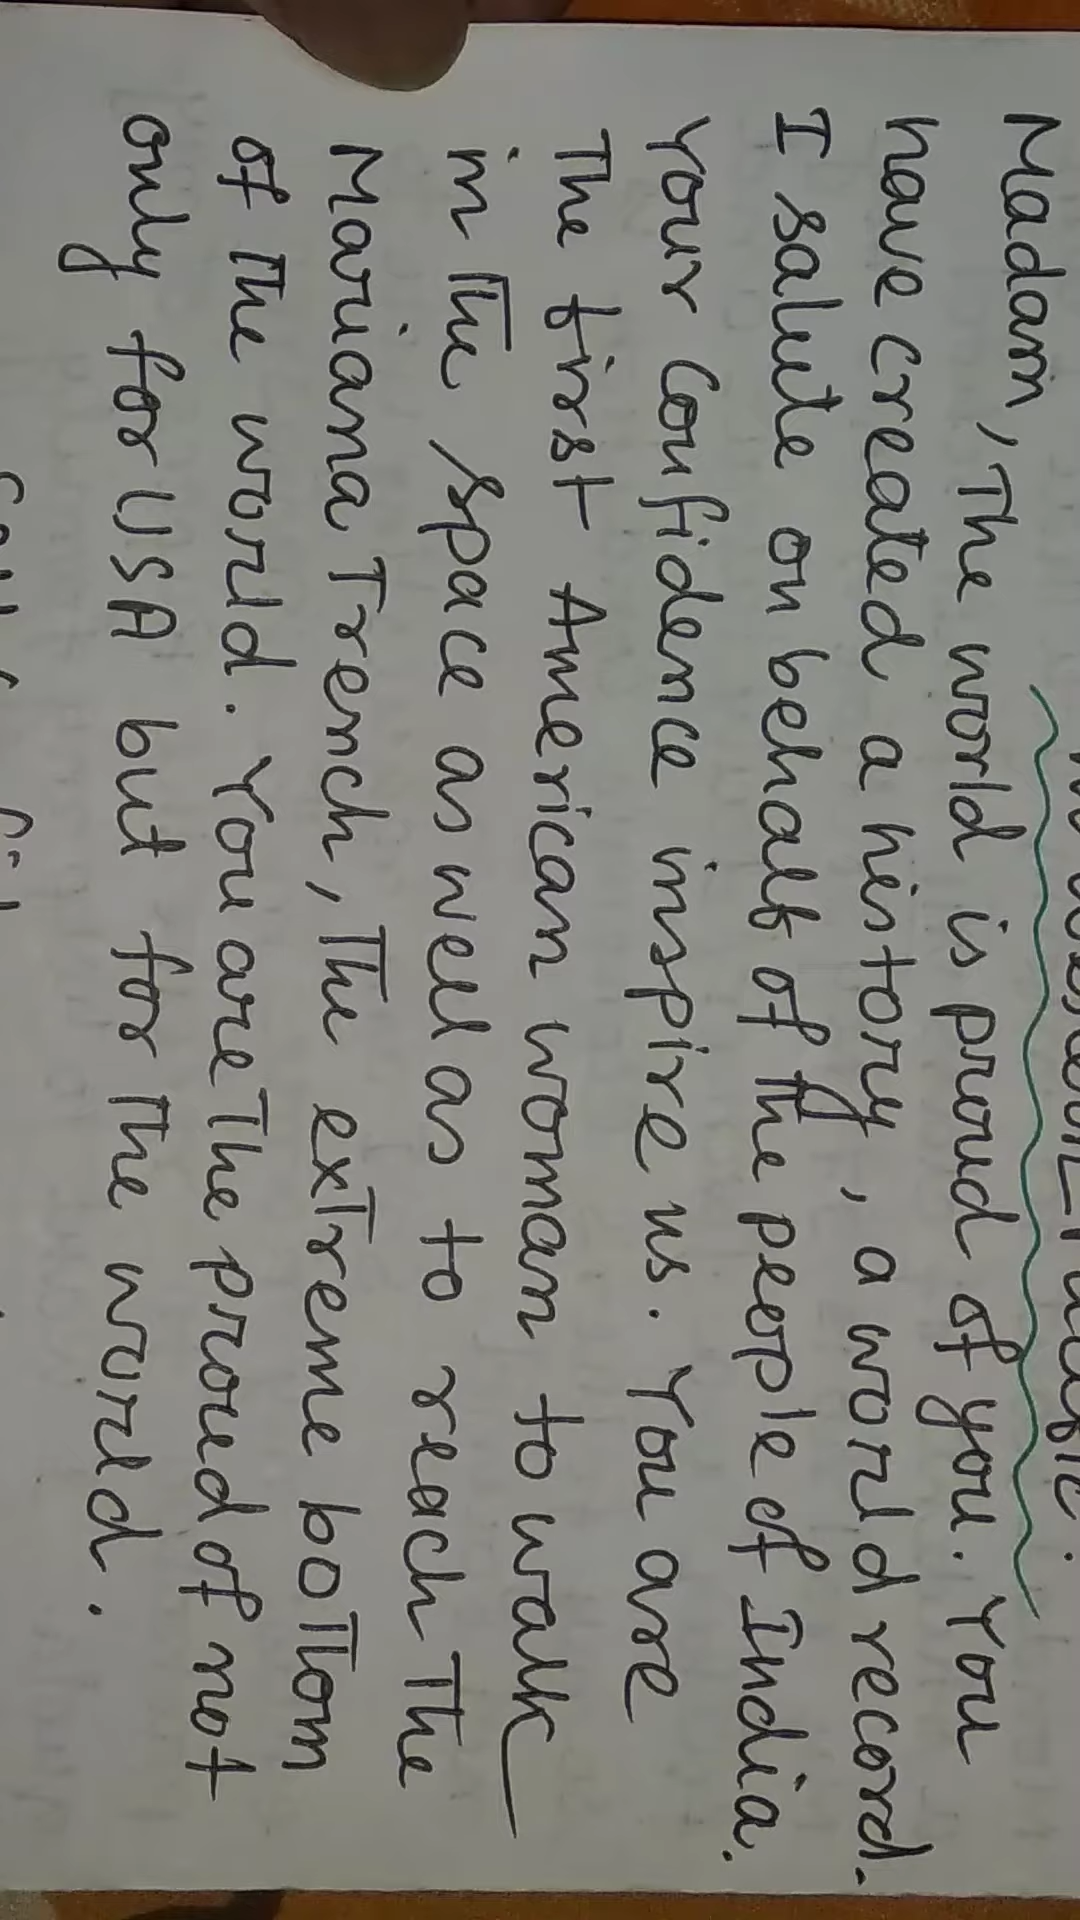 Madam, The world is proud of you. You
have created a history, a world record.
I salute on behalf of the people of India.
Your confidence inspire us. You are
The first American woman to walk
in The space as well as to reach The
Mariana Trench, The extreme bottom
of The world. You are The proud of not
only for USA but for The world.